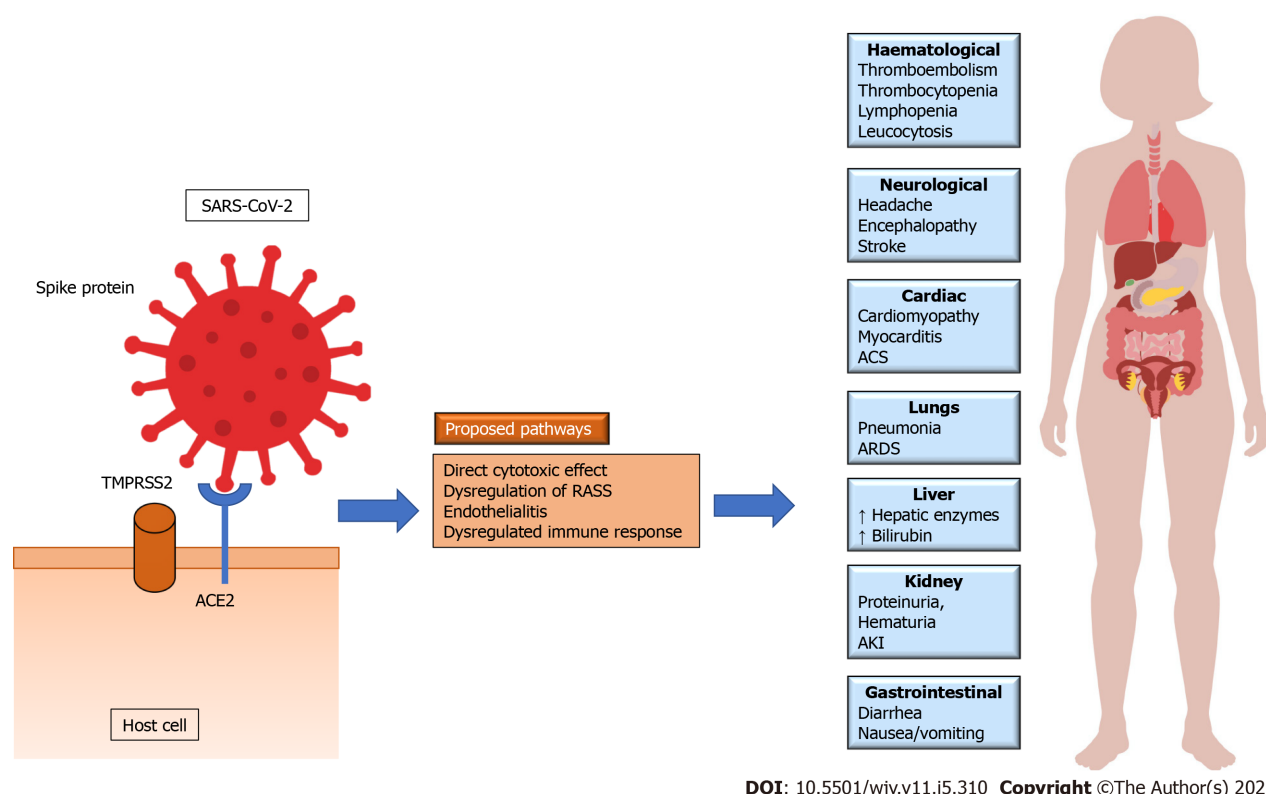 SARS-CoV-2
Spike protein
TMPRSS2
ACE2
Host cell
Proposed pathways
Direct cytotoxic effect
Dysregulation of RASS
Endothelialitis
Dysregulated immune response
Haematological
Thromboembolism
Thrombocytopenia
Lymphopenia
Leucocytosis
Neurological
Headache
Encephalopathy
Stroke
Cardiac
Cardiomyopathy
Myocarditis
ACS
Lungs
Pneumonia
ARDS
Liver
↑ Hepatic enzymes
↑ Bilirubin
Kidney
Proteinuria,
Hematuria
AKI
Gastrointestinal
Diarrhea
Nausea/vomiting
DOI: 10.5501/wjv.v11.i5.310 Copyright ©The Author(s) 202